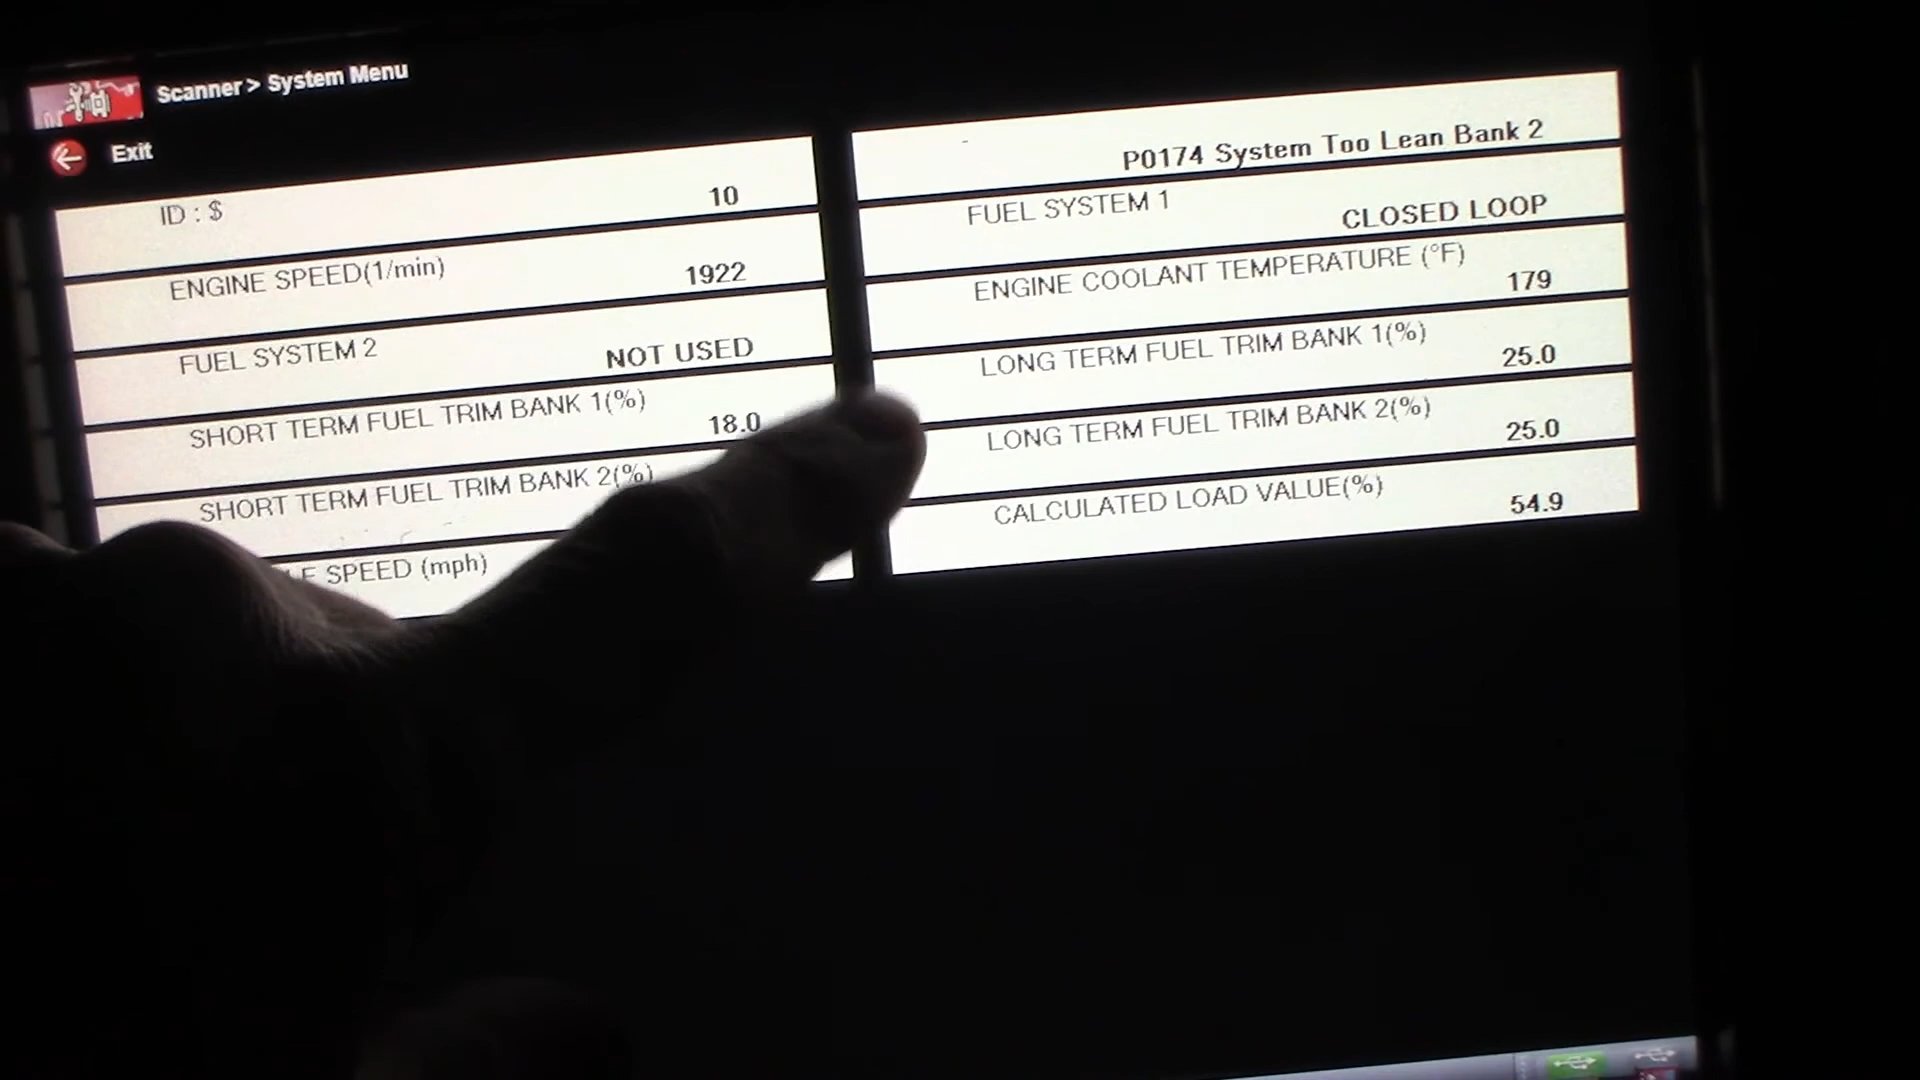 Scanner > System Menu
Exit
ID : $ 10
P0174 System Too Lean Bank 2
ENGINE SPEED(1/min) 1922
FUEL SYSTEM 1 CLOSED LOOP
FUEL SYSTEM 2 NOT USED
ENGINE COOLANT TEMPERATURE (°F) 179
SHORT TERM FUEL TRIM BANK 1(%) 18.0
LONG TERM FUEL TRIM BANK 1(%) 25.0
SHORT TERM FUEL TRIM BANK 2(%)
LONG TERM FUEL TRIM BANK 2(%) 25.0
SPEED (mph)
CALCULATED LOAD VALUE(%) 54.9